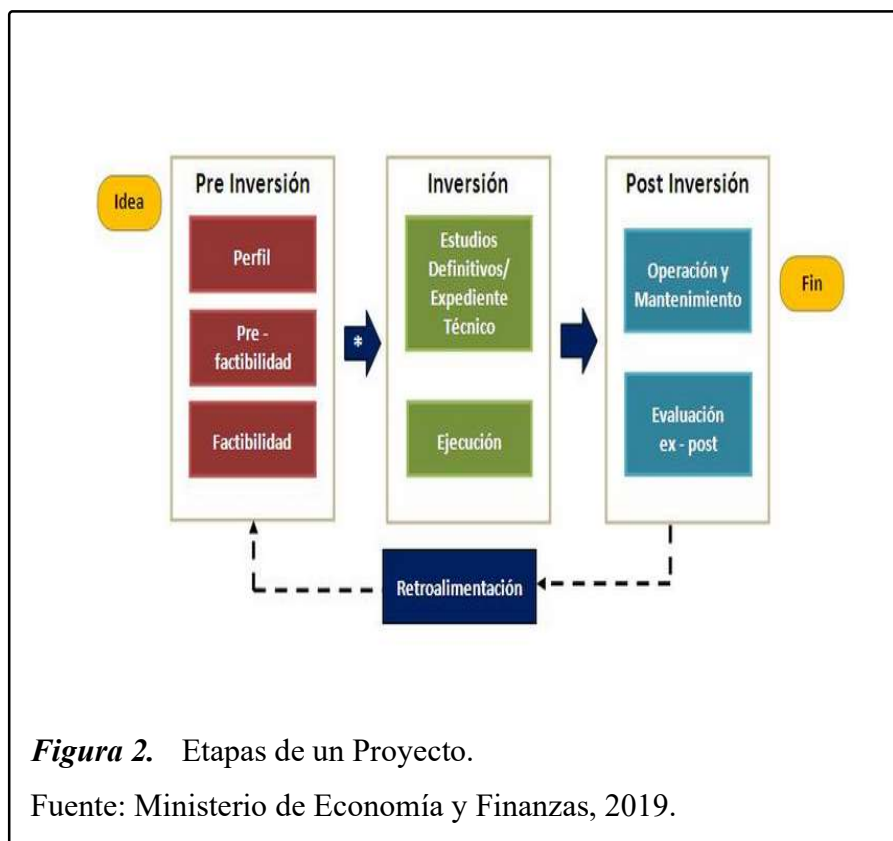 Idea
Pre Inversión
Perfil
Pre -
factibilidad
Factibilidad
*
Inversión
Estudios
Definitivos/
Expediente
Técnico
Ejecución
Post Inversión
Operación y
Mantenimiento
Evaluación
ex - post
Fin
Retroalimentación
Figura 2. Etapas de un Proyecto.
Fuente: Ministerio de Economía y Finanzas, 2019.